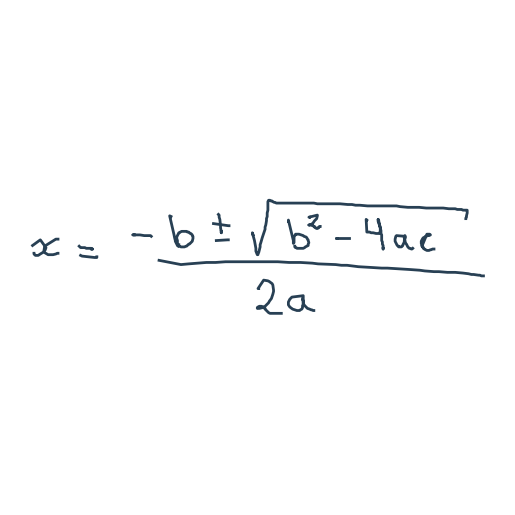 x = (-b ± √(b² - 4ac)) / 2a